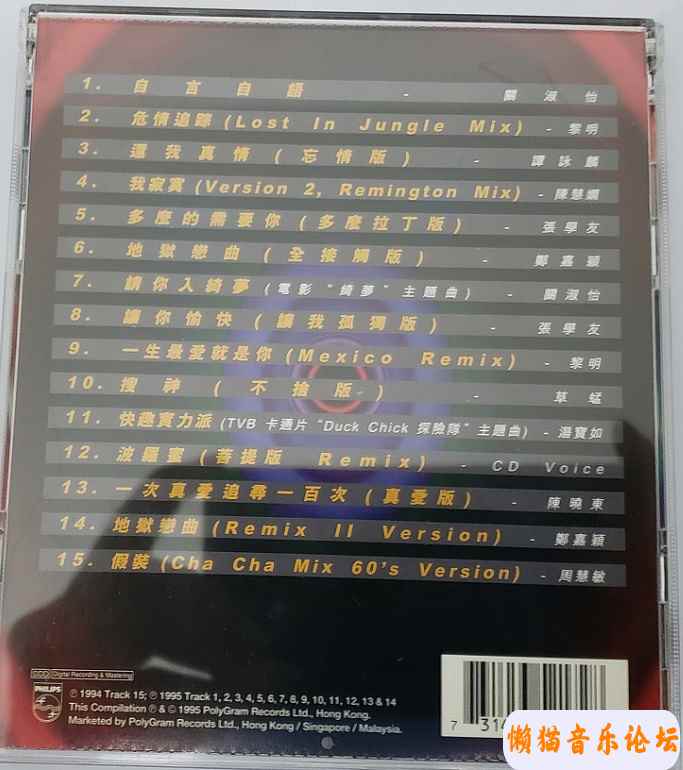 1. 自言自語 - 關淑怡
2. 危情追蹤 (Lost In Jungle Mix) - 黎明
3. 還我真情 (忘情版) - 譚詠麟
4. 我寂寞 (Version 2, Remington Mix) - 陳慧嫻
5. 多麼的需要你 (多麼拉丁版) - 張學友
6. 地獄戀曲 (全接觸版) - 鄭嘉穎
7. 請你入綺夢 (電影 "綺夢" 主題曲) - 關淑怡
8. 讓你愉快 (讓我孤獨版) - 張學友
9. 一生最愛就是你 (Mexico Remix) - 黎明
10. 搜神 (不捨版) - 草蜢
11. 快趣實力派 (TVB 卡通片 "Duck Chick 探險隊" 主題曲) - 湯寶如
12. 波羅蜜 (菩提版 Remix) - CD Voice
13. 一次真愛追尋一百次 (真愛版) - 陳曉東
14. 地獄戀曲 (Remix II Version) - 鄭嘉穎
15. 假裝 (Cha Cha Mix 60's Version) - 周慧敏
DDD Digital Recording & Mastering
PHILIPS
℗ 1994 Track 15; ℗ 1995 Track 1, 2, 3, 4, 5, 6, 7, 8, 9, 10, 11, 12, 13 & 14
This Compilation ℗ & © 1995 PolyGram Records Ltd., Hong Kong.
Marketed by PolyGram Records Ltd., Hong Kong / Singapore / Malaysia.
7 314
懒猫音乐论坛